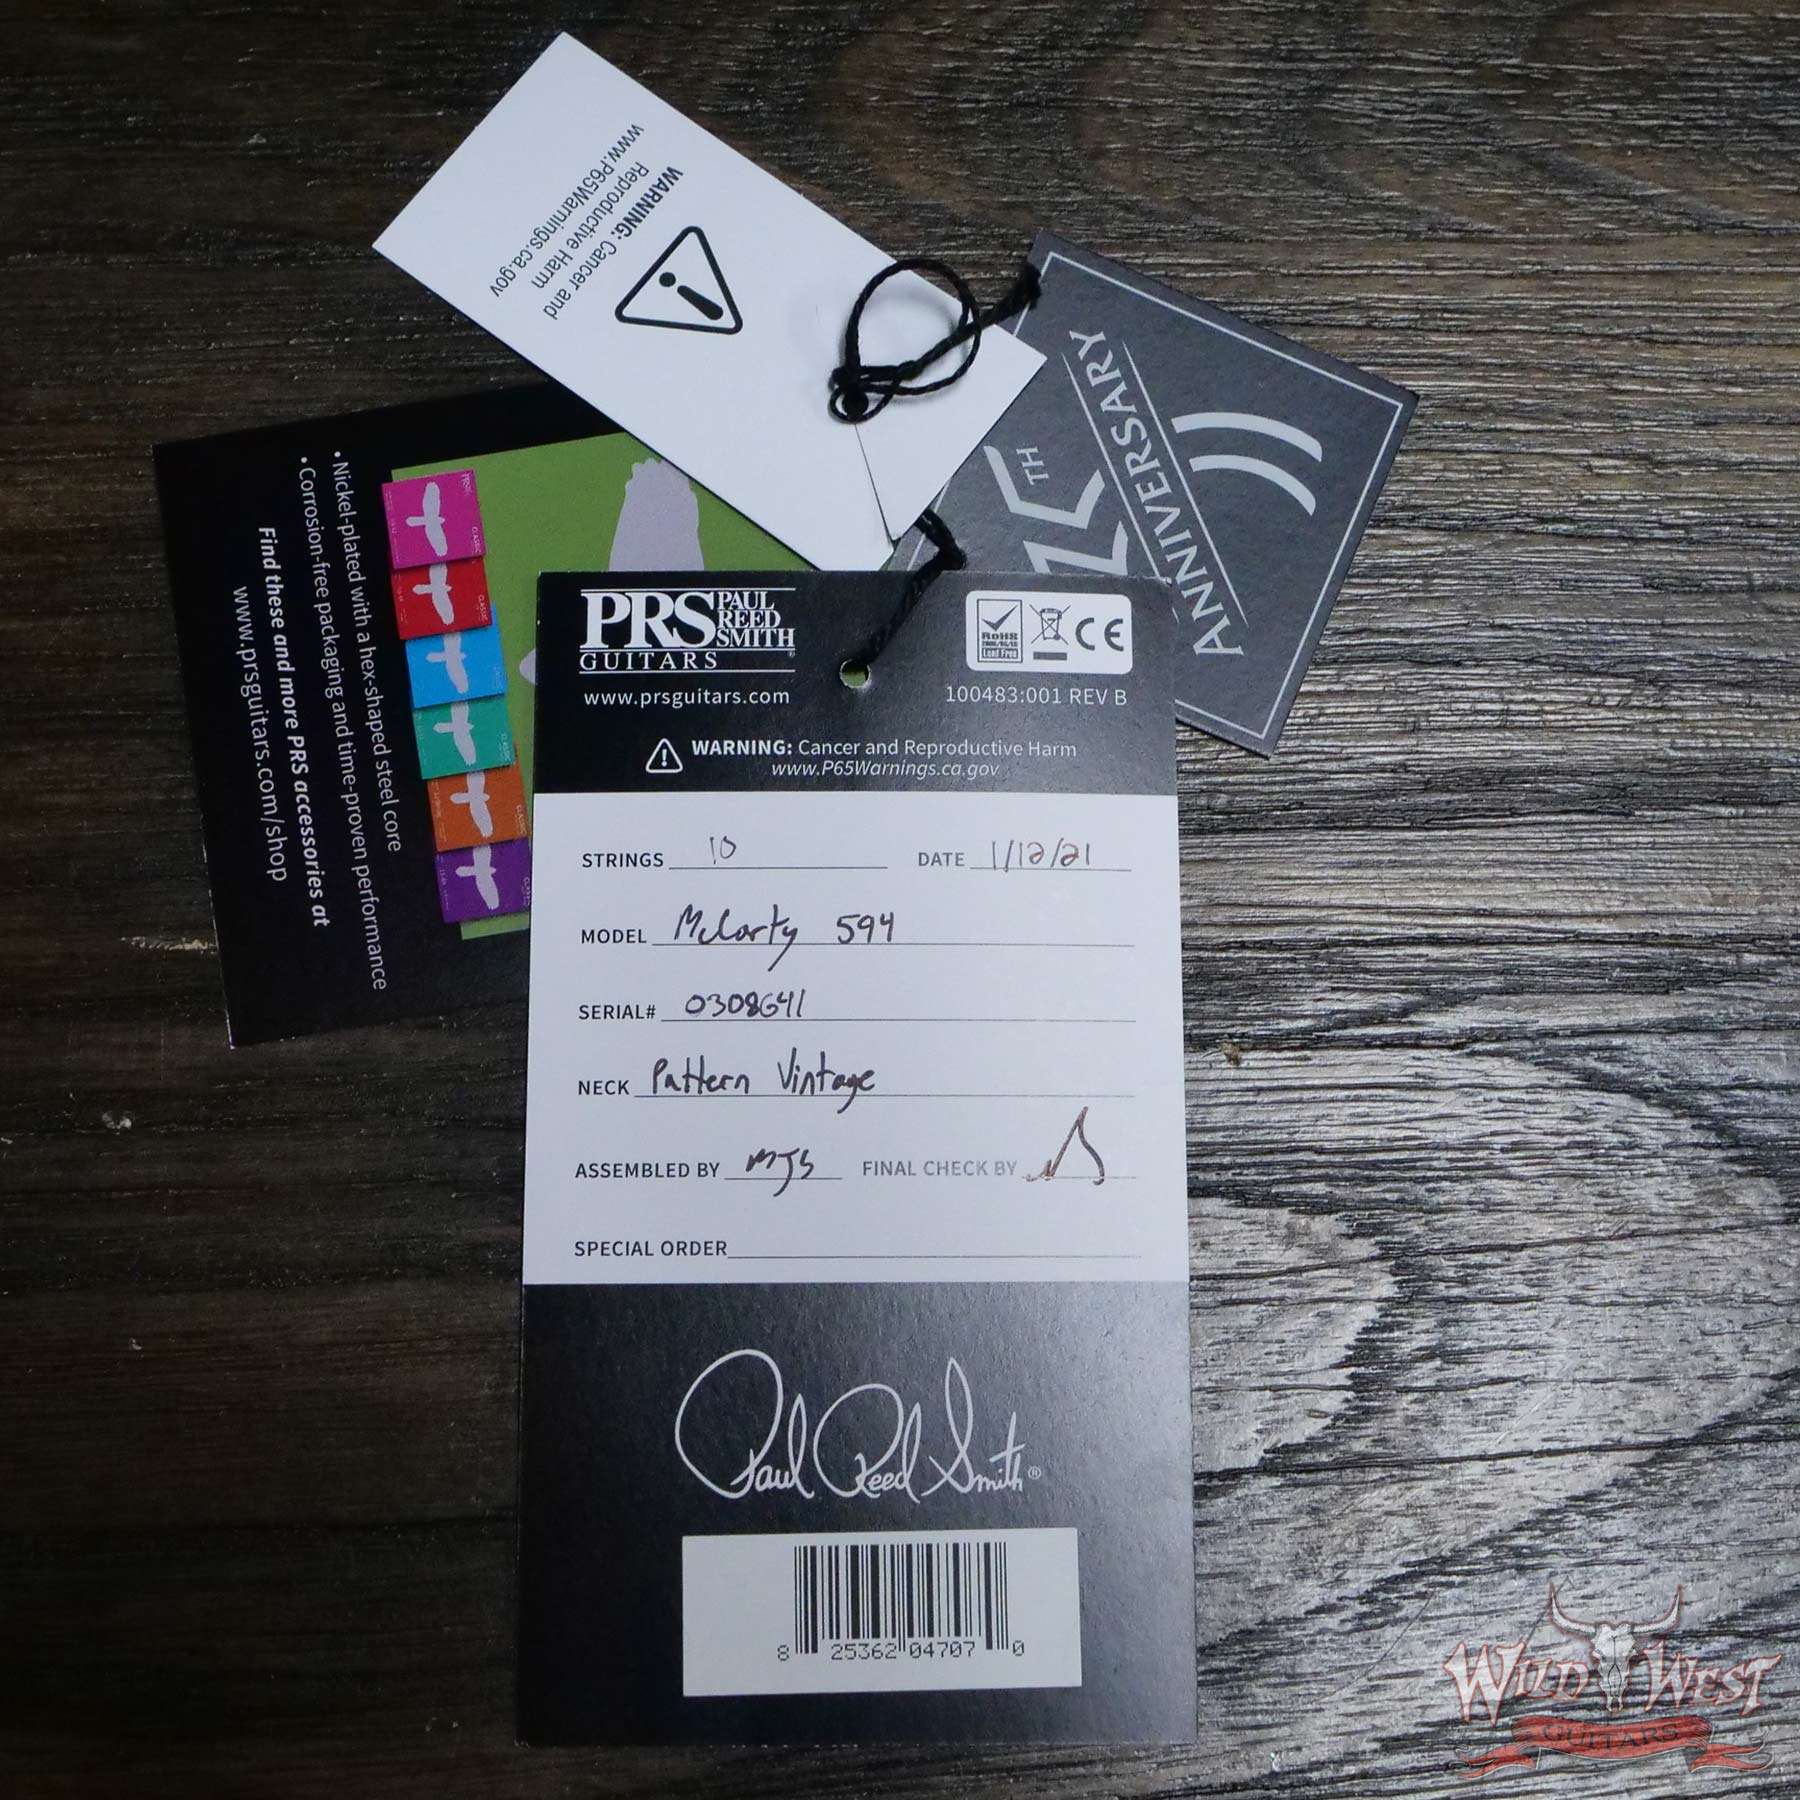 WARNING: Cancer and
Reproductive Harm
www.P65Warnings.ca.gov
TH
ANNIVERSARY
• Nickel-plated with a hex-shaped steel core
• Corrosion-free packaging and time-proven performance
Find these and more PRS accessories at
www.prsguitars.com/shop
PRS PAUL REED SMITH
GUITARS
www.prsguitars.com
RoHS
Lead Free
CE
100483:001 REV B
WARNING: Cancer and Reproductive Harm
www.P65Warnings.ca.gov
STRINGS 10 DATE 1/12/21
MODEL McCarty 594
SERIAL# 0308641
NECK Pattern Vintage
ASSEMBLED BY MJS FINAL CHECK BY
SPECIAL ORDER
Paul Reed Smith®
8 25362 04707 0
WILD WEST
GUITARS